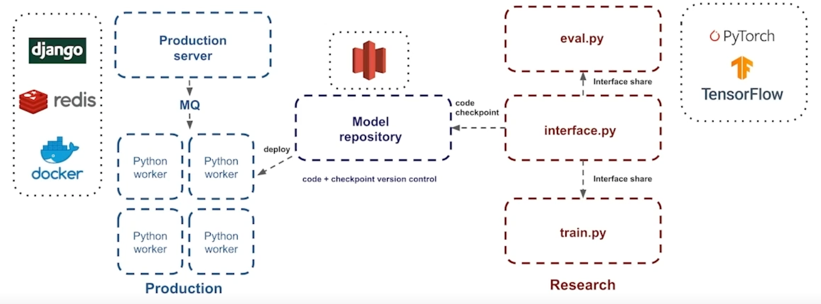 django
redis
docker
Production
server
MQ
Python
worker
Python
worker
Python
worker
Python
worker
Production
deploy
Model
repository
code + checkpoint version control
code
checkpoint
eval.py
Interface share
interface.py
Interface share
train.py
Research
PyTorch
TensorFlow